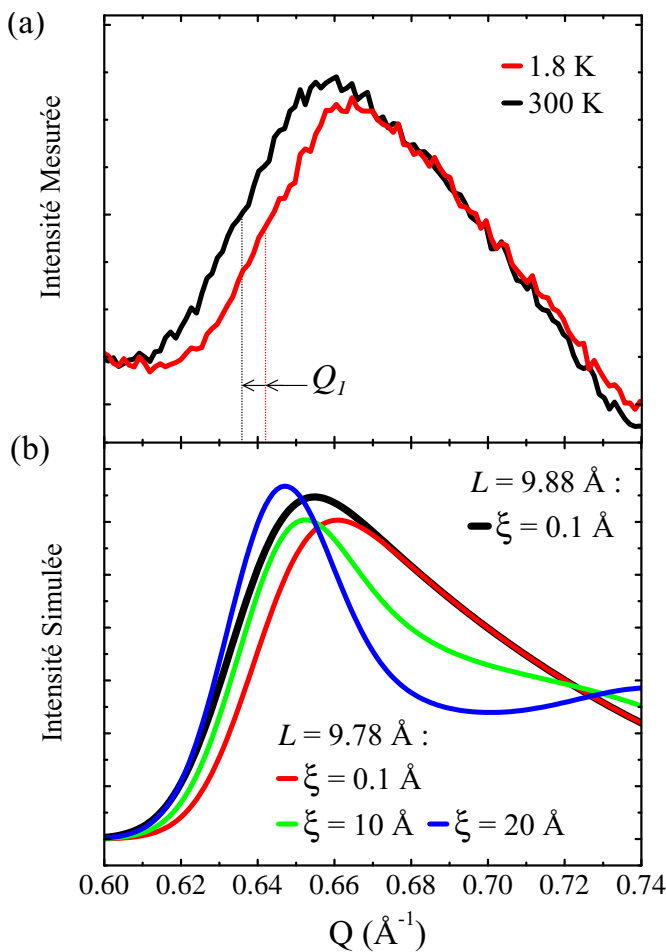 (a)
Intensité Mesurée
1.8 K
300 K
Q₁
(b)
Intensité Simulée
L = 9.88 Å :
ξ = 0.1 Å
L = 9.78 Å :
ξ = 0.1 Å
ξ = 10 Å ξ = 20 Å
0.60 0.62 0.64 0.66 0.68 0.70 0.72 0.74
Q (Å⁻¹)